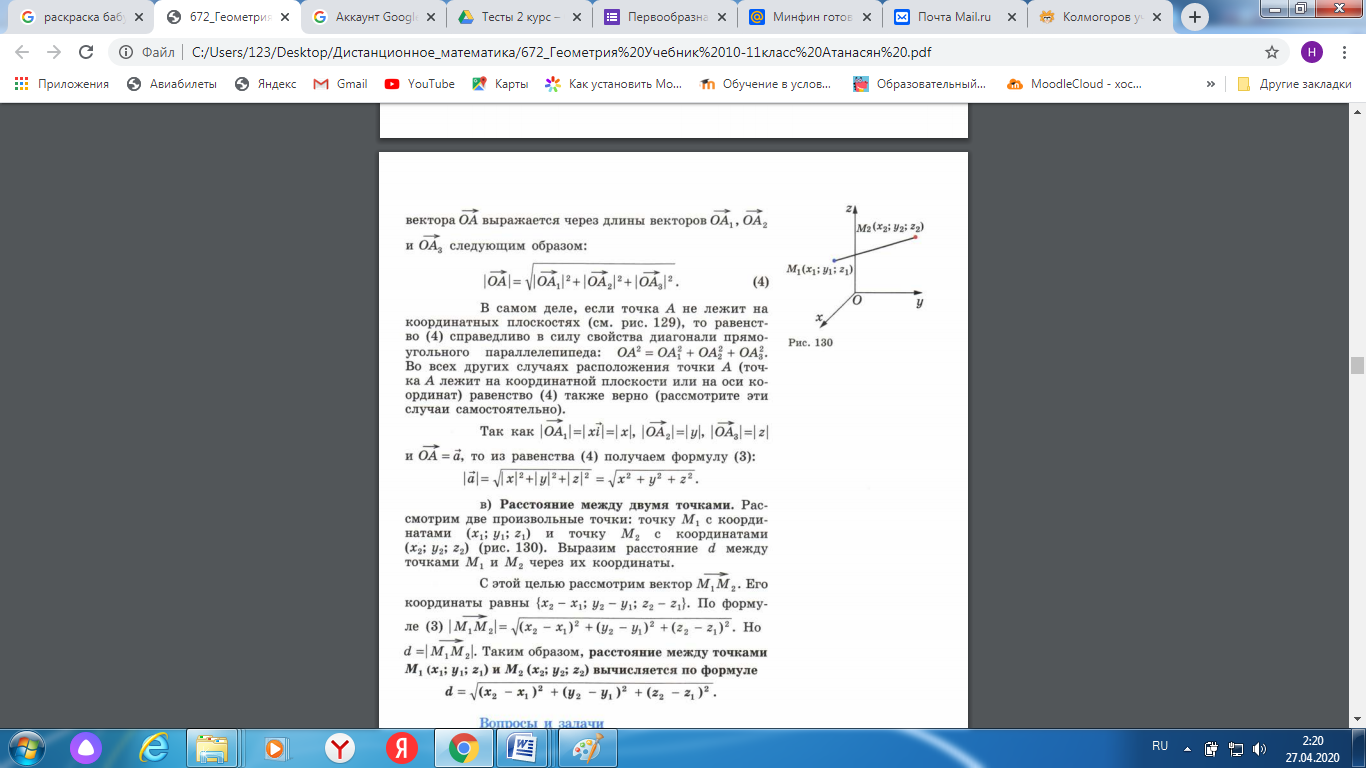 раскраска баб
672_Геометрия
Аккаунт Google
Тесты 2 курс –
Первообразна
Минфин готов
Почта Mail.ru
Колмогоров уч
Файл | C:/Users/123/Desktop/Дистанционное_математика/672_Геометрия%20Учебник%2010-11класс%20Атанасян%20.pdf
Н
Приложения Авиабилеты Яндекс Gmail YouTube Карты Как установить Mo... Обучение в услов... Образовательный... MoodleCloud - хос... » Другие закладки
вектора OA выражается через длины векторов OA₁, OA₂
и OA₃ следующим образом:
|OA| = √(|OA₁|² + |OA₂|² + |OA₃|²). (4)
В самом деле, если точка A не лежит на
координатных плоскостях (см. рис. 129), то равенст-
во (4) справедливо в силу свойства диагонали прямо-
угольного параллелепипеда: OA² = OA₁² + OA₂² + OA₃².
Во всех других случаях расположения точки A (точ-
ка A лежит на координатной плоскости или на оси ко-
ординат) равенство (4) также верно (рассмотрите эти
случаи самостоятельно).
Так как |OA₁| = |xi| = |x|, |OA₂| = |y|, |OA₃| = |z|
и OA = a, то из равенства (4) получаем формулу (3):
|a| = √(|x|² + |y|² + |z|²) = √(x² + y² + z²).
в) Расстояние между двумя точками. Рас-
смотрим две произвольные точки: точку M₁ с коорди-
натами (x₁; y₁; z₁) и точку M₂ с координатами
(x₂; y₂; z₂) (рис. 130). Выразим расстояние d между
точками M₁ и M₂ через их координаты.
С этой целью рассмотрим вектор M₁M₂. Его
координаты равны {x₂ − x₁; y₂ − y₁; z₂ − z₁}. По форму-
ле (3) |M₁M₂| = √((x₂ − x₁)² + (y₂ − y₁)² + (z₂ − z₁)²). Но
d = |M₁M₂|. Таким образом, расстояние между точками
M₁ (x₁; y₁; z₁) и M₂ (x₂; y₂; z₂) вычисляется по формуле
d = √((x₂ − x₁)² + (y₂ − y₁)² + (z₂ − z₁)²).
Вопросы и задачи
z
M₂(x₂; y₂; z₂)
M₁(x₁; y₁; z₁)
O
y
x
Рис. 130
RU
2:20
27.04.2020